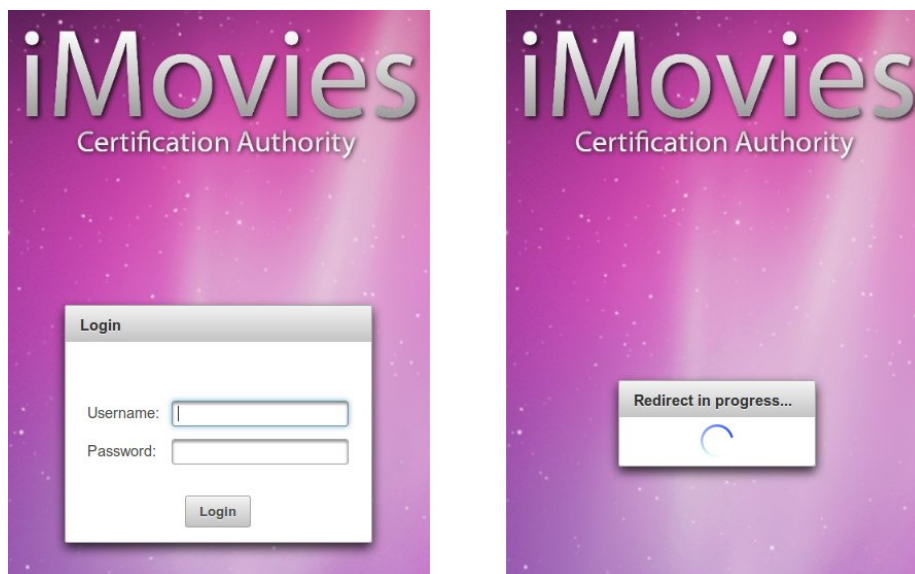 iMovies
Certification Authority
Login
Username:
Password:
Login
iMovies
Certification Authority
Redirect in progress...